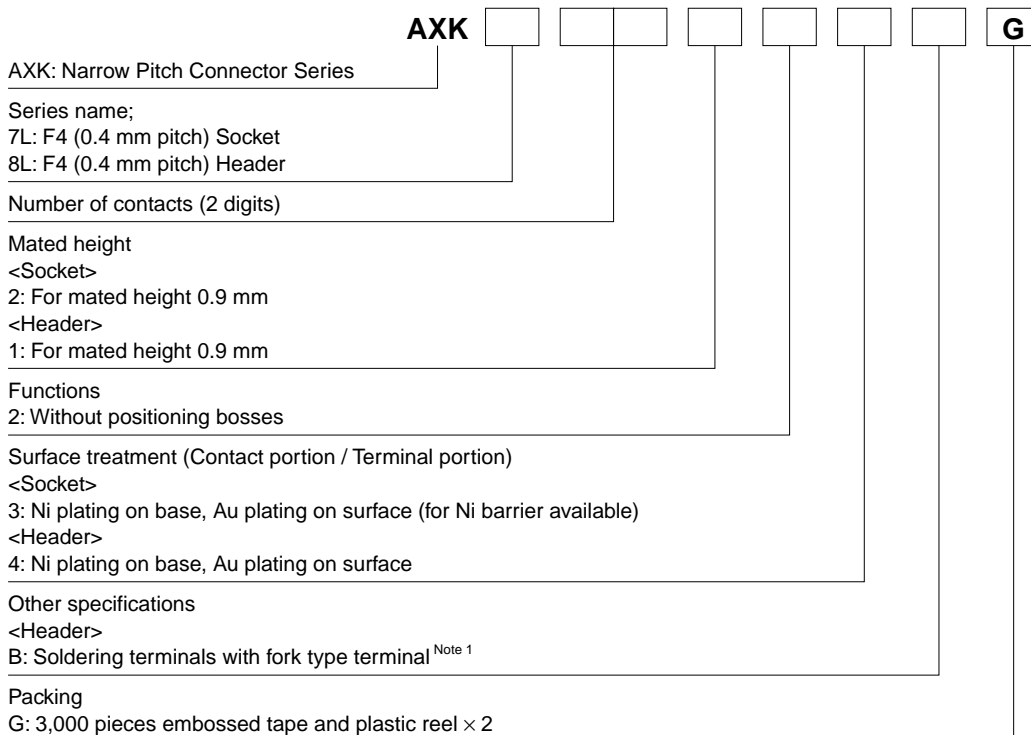 AXK G
AXK: Narrow Pitch Connector Series
Series name;
7L: F4 (0.4 mm pitch) Socket
8L: F4 (0.4 mm pitch) Header
Number of contacts (2 digits)
Mated height
<Socket>
2: For mated height 0.9 mm
<Header>
1: For mated height 0.9 mm
Functions
2: Without positioning bosses
Surface treatment (Contact portion / Terminal portion)
<Socket>
3: Ni plating on base, Au plating on surface (for Ni barrier available)
<Header>
4: Ni plating on base, Au plating on surface
Other specifications
<Header>
B: Soldering terminals with fork type terminal Note 1
Packing
G: 3,000 pieces embossed tape and plastic reel × 2